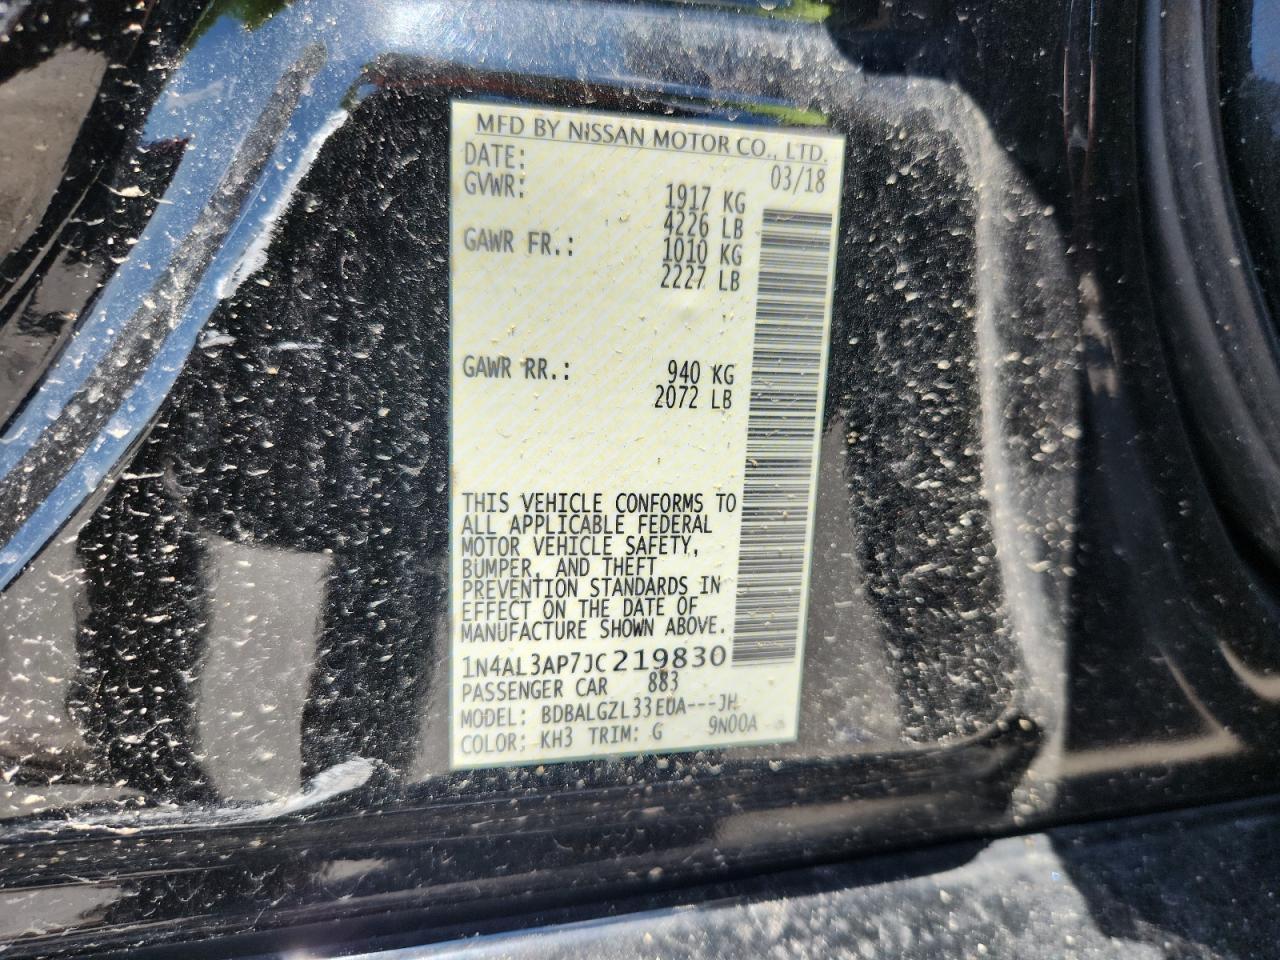 MFD BY NISSAN MOTOR CO., LTD.
DATE: 03/18
GVWR: 1917 KG
4226 LB
GAWR FR.: 1010 KG
2227 LB
GAWR RR.: 940 KG
2072 LB
THIS VEHICLE CONFORMS TO
ALL APPLICABLE FEDERAL
MOTOR VEHICLE SAFETY,
BUMPER, AND THEFT
PREVENTION STANDARDS IN
EFFECT ON THE DATE OF
MANUFACTURE SHOWN ABOVE.
1N4AL3AP7JC219830
PASSENGER CAR 883
MODEL: BDBALGZL33EUA---JH
COLOR: KH3 TRIM: G 9N00A